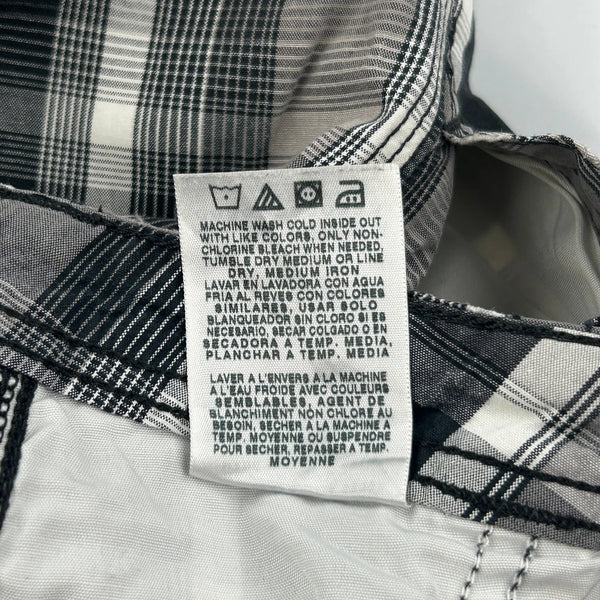 MACHINE WASH COLD INSIDE OUT
WITH LIKE COLORS, ONLY NON-
CHLORINE BLEACH WHEN NEEDED,
TUMBLE DRY MEDIUM OR LINE
DRY, MEDIUM IRON
LAVAR EN LAVADORA CON AGUA
FRIA AL REVES CON COLORES
SIMILARES, USAR SOLO
BLANQUEADOR SIN CLORO SI ES
NECESARIO, SECAR COLGADO O EN
SECADORA A TEMP. MEDIA,
PLANCHAR A TEMP. MEDIA
LAVER A L'ENVERS A LA MACHINE
A L'EAU FROIDE AVEC COULEURS
SEMBLABLES, AGENT DE
BLANCHIMENT NON CHLORE AU
BESOIN, SECHER A LA MACHINE A
TEMP. MOYENNE OU SUSPENDRE
POUR SECHER, REPASSER A TEMP.
MOYENNE